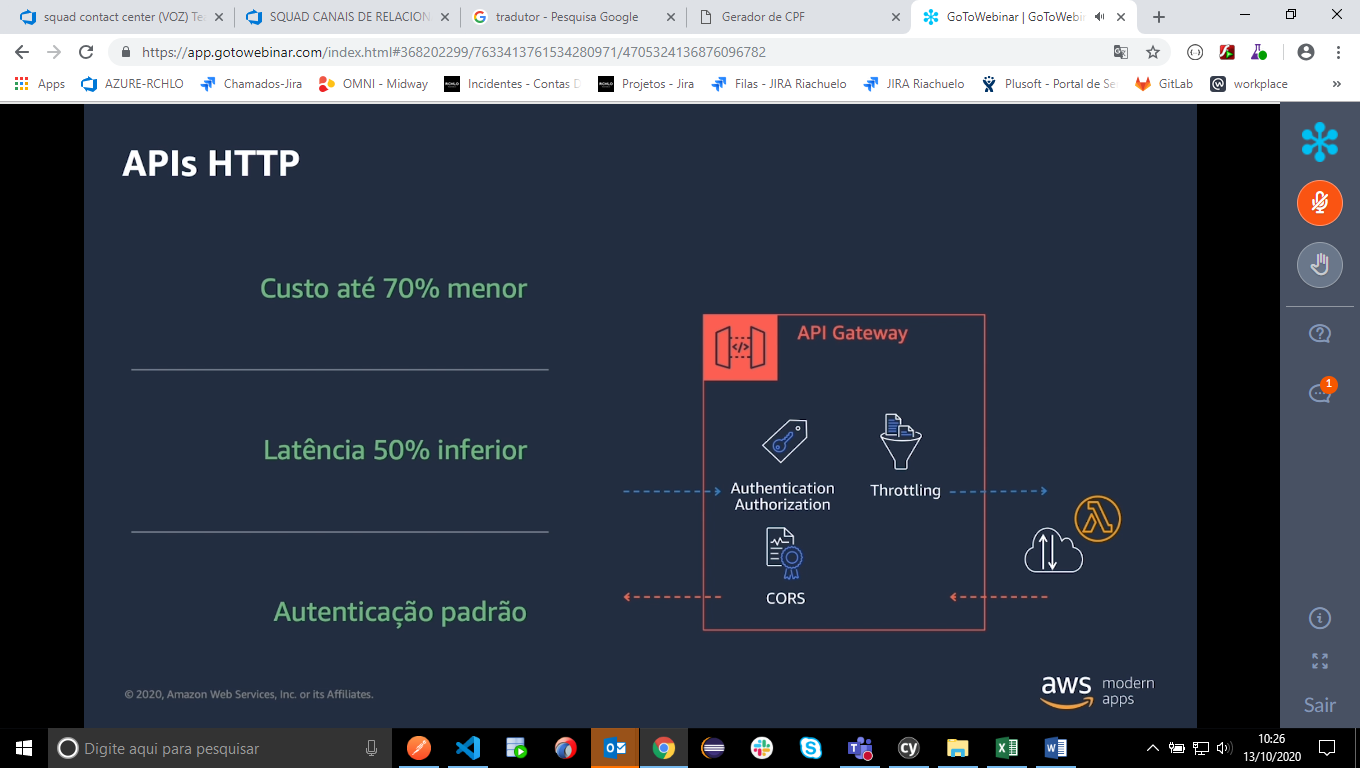 squad contact center (VOZ) Te
SQUAD CANAIS DE RELACION
tradutor - Pesquisa Google
Gerador de CPF
GoToWebinar | GoToWebin
https://app.gotowebinar.com/index.html#368202299/7633413761534280971/4705324136876096782
Apps
AZURE-RCHLO
Chamados-Jira
OMNI - Midway
Incidentes - Contas D
Projetos - Jira
Filas - JIRA Riachuelo
JIRA Riachuelo
Plusoft - Portal de Se
GitLab
workplace
»
APIs HTTP
Custo até 70% menor
Latência 50% inferior
Autenticação padrão
API Gateway
Authentication
Authorization
Throttling
CORS
© 2020, Amazon Web Services, Inc. or its Affiliates.
aws modern
apps
1
Sair
Digite aqui para pesquisar
cy
10:26
13/10/2020